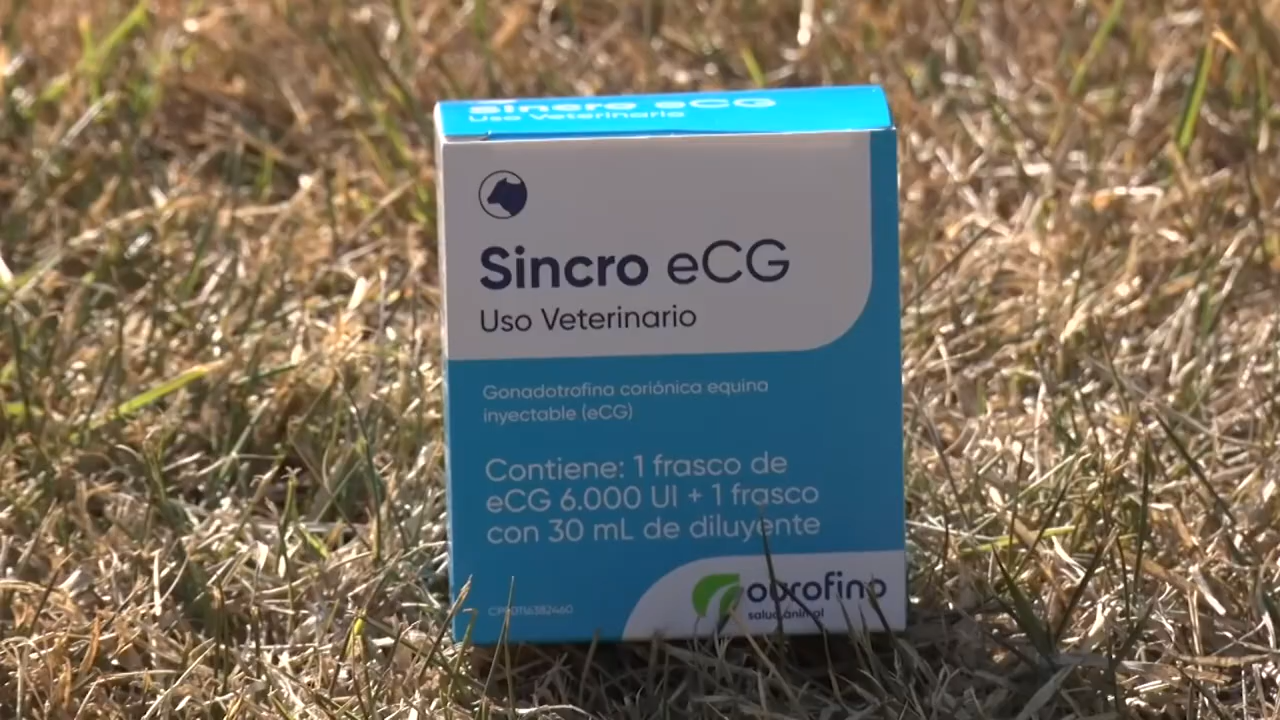 Sincro eCG
Uso Veterinario
Sincro eCG
Uso Veterinario
Gonadotrofina coriónica equina
inyectable (eCG)
Contiene: 1 frasco de
eCG 6.000 UI + 1 frasco
con 30 mL de diluyente
ourofino
salud animal